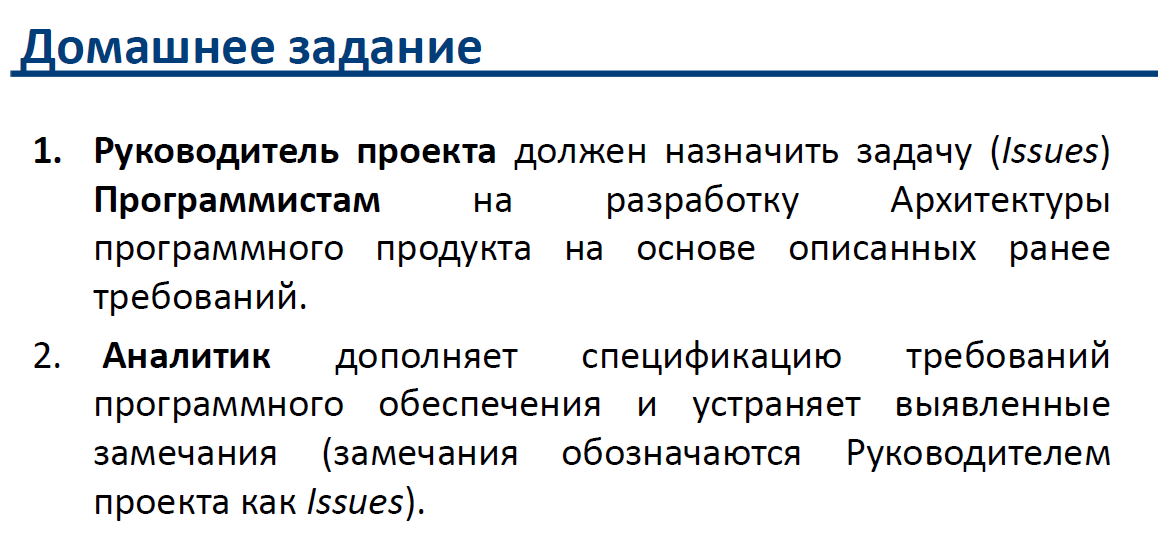 Домашнее задание
1. Руководитель проекта должен назначить задачу (Issues)
Программистам на разработку Архитектуры
программного продукта на основе описанных ранее
требований.
2. Аналитик дополняет спецификацию требований
программного обеспечения и устраняет выявленные
замечания (замечания обозначаются Руководителем
проекта как Issues).